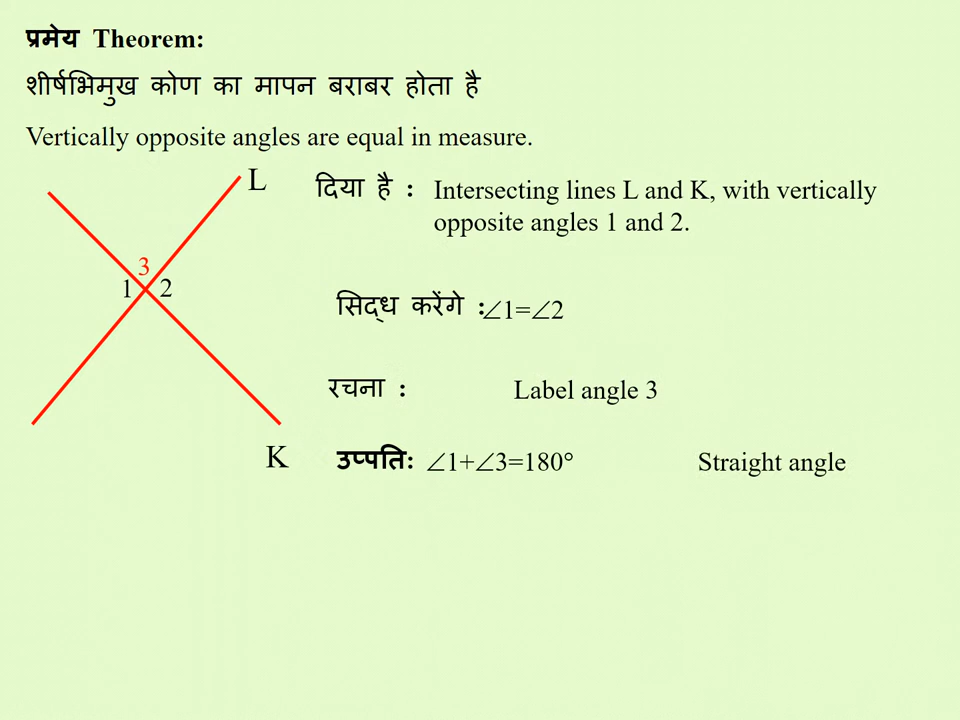 प्रमेय Theorem:
शीर्षभिमुख कोण का मापन बराबर होता है
Vertically opposite angles are equal in measure.
L
दिया है : Intersecting lines L and K, with vertically
opposite angles 1 and 2.
3
1 2
सिद्ध करेंगे : ∠1=∠2
रचना : Label angle 3
K
उप्पति: ∠1+∠3=180° Straight angle